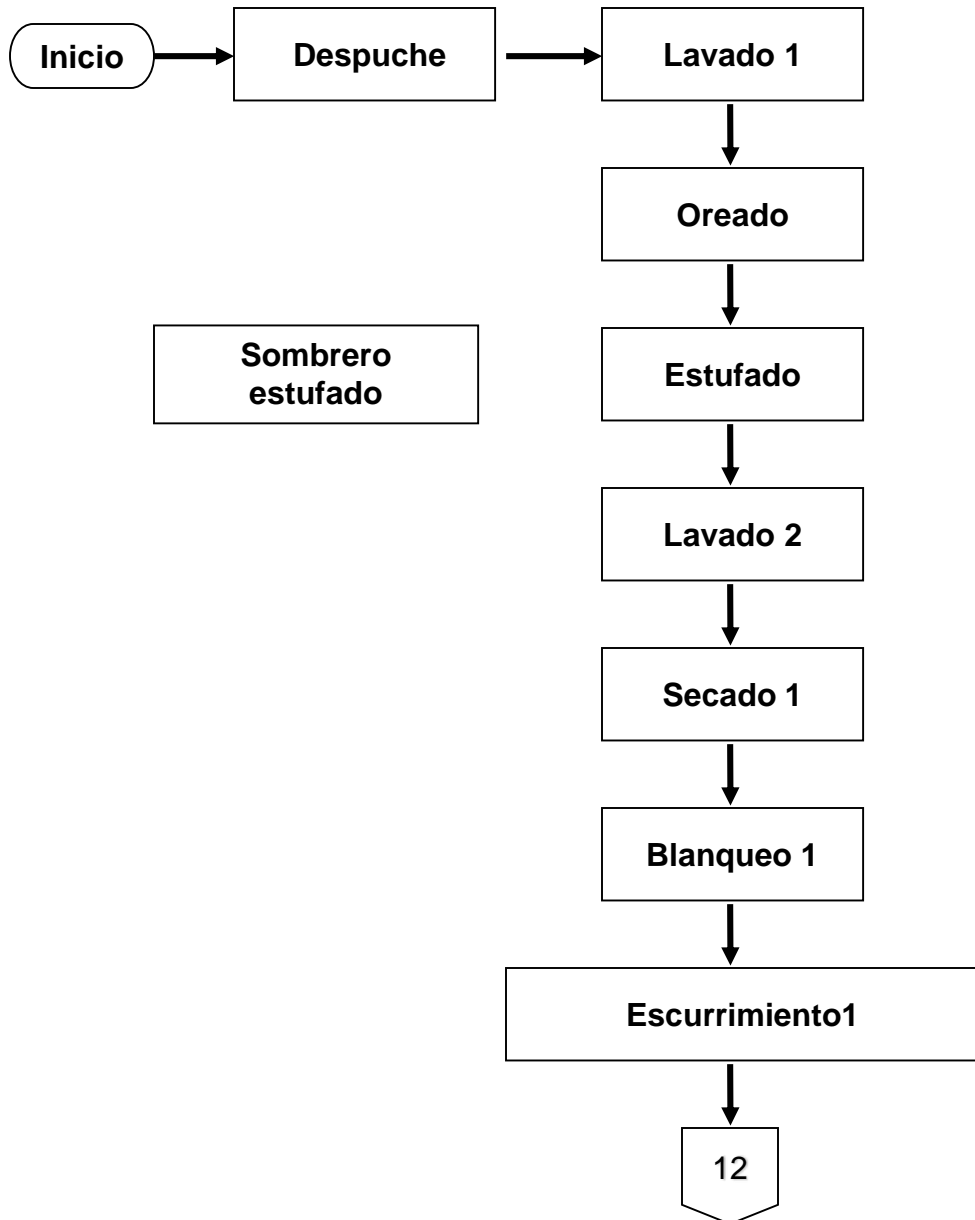 Inicio
Despuche
Lavado 1
Oreado
Sombrero
estufado
Estufado
Lavado 2
Secado 1
Blanqueo 1
Escurrimiento1
12